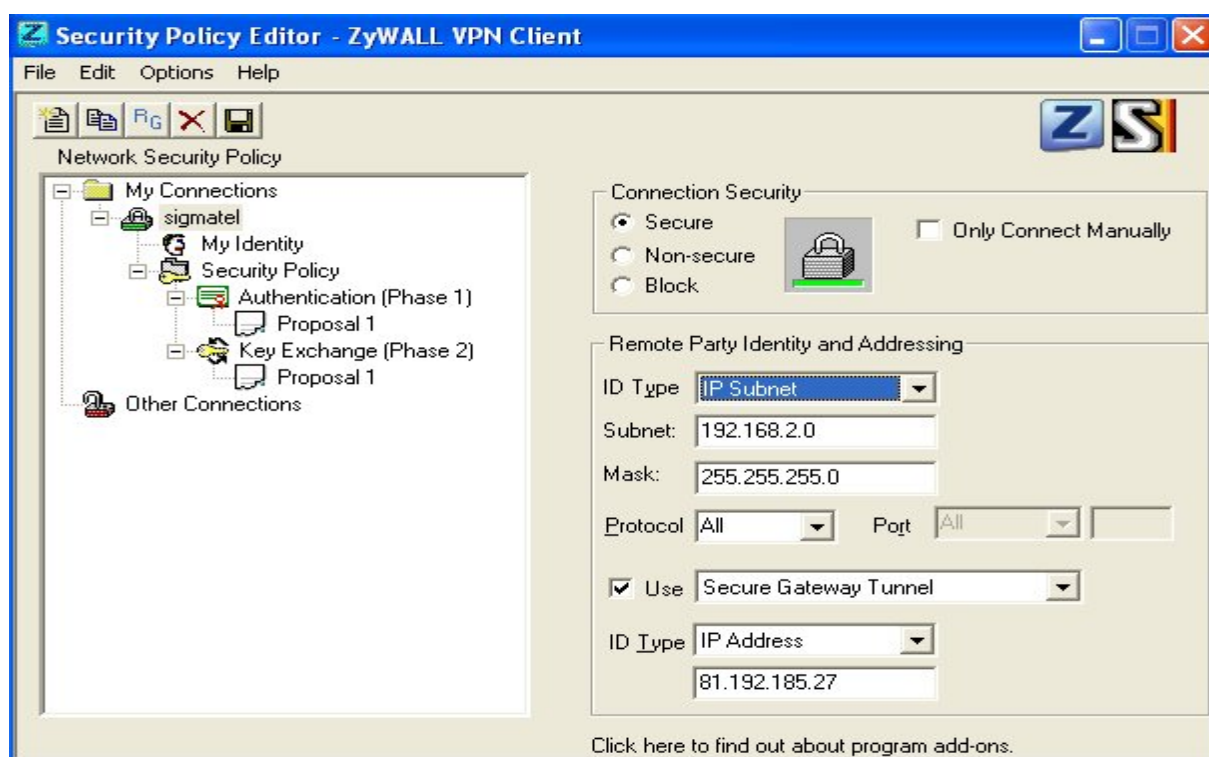 Security Policy Editor - ZyWALL VPN Client
File Edit Options Help
RG
Z S
Network Security Policy
My Connections
sigmatel
My Identity
Security Policy
Authentication (Phase 1)
Proposal 1
Key Exchange (Phase 2)
Proposal 1
Other Connections
Connection Security
Secure
Non-secure
Block
Only Connect Manually
Remote Party Identity and Addressing
ID Type IP Subnet
Subnet: 192.168.2.0
Mask: 255.255.255.0
Protocol All Port All
Use Secure Gateway Tunnel
ID Type IP Address
81.192.185.27
Click here to find out about program add-ons.